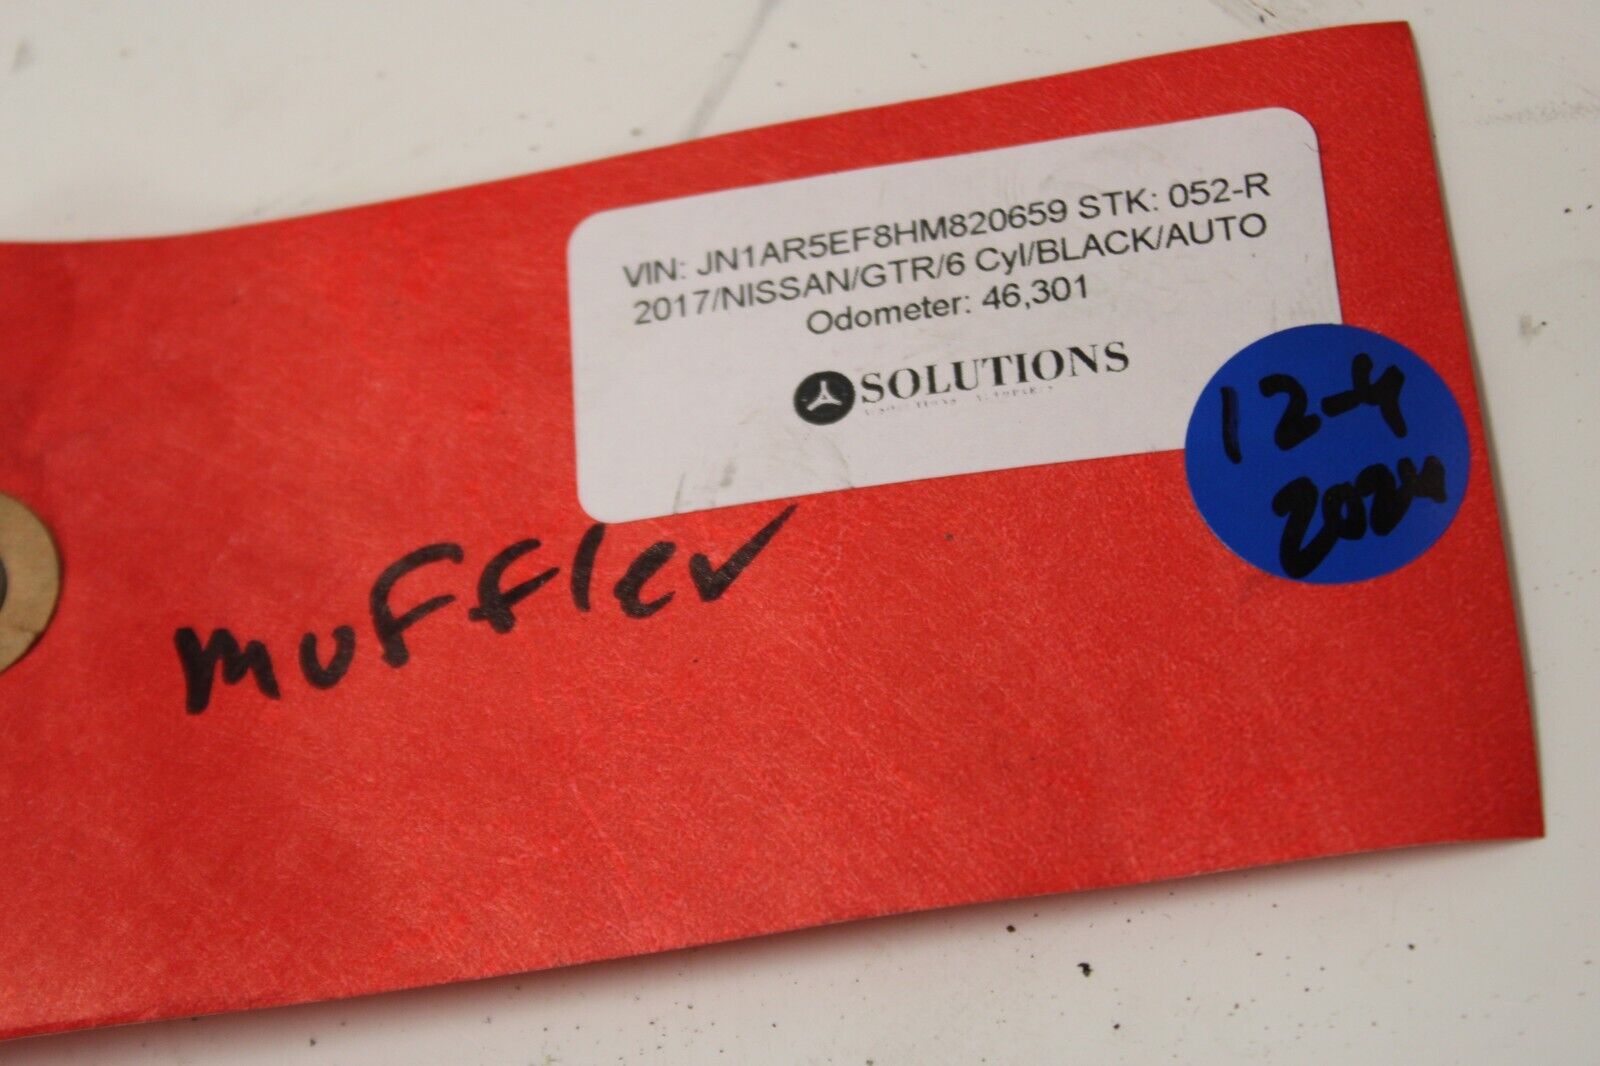 VIN: JN1AR5EF8HM820659 STK: 052-R
2017/NISSAN/GTR/6 Cyl/BLACK/AUTO
Odometer: 46,301
SOLUTIONS
12-4
2024
muffler